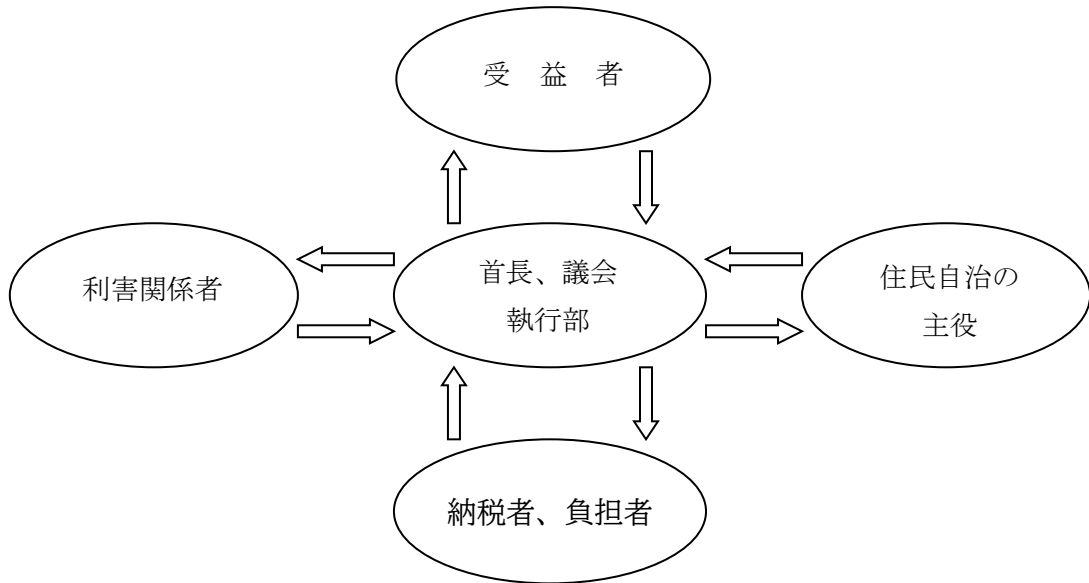 受　益　者
利害関係者
首長、議会
執行部
住民自治の
主役
納税者、負担者